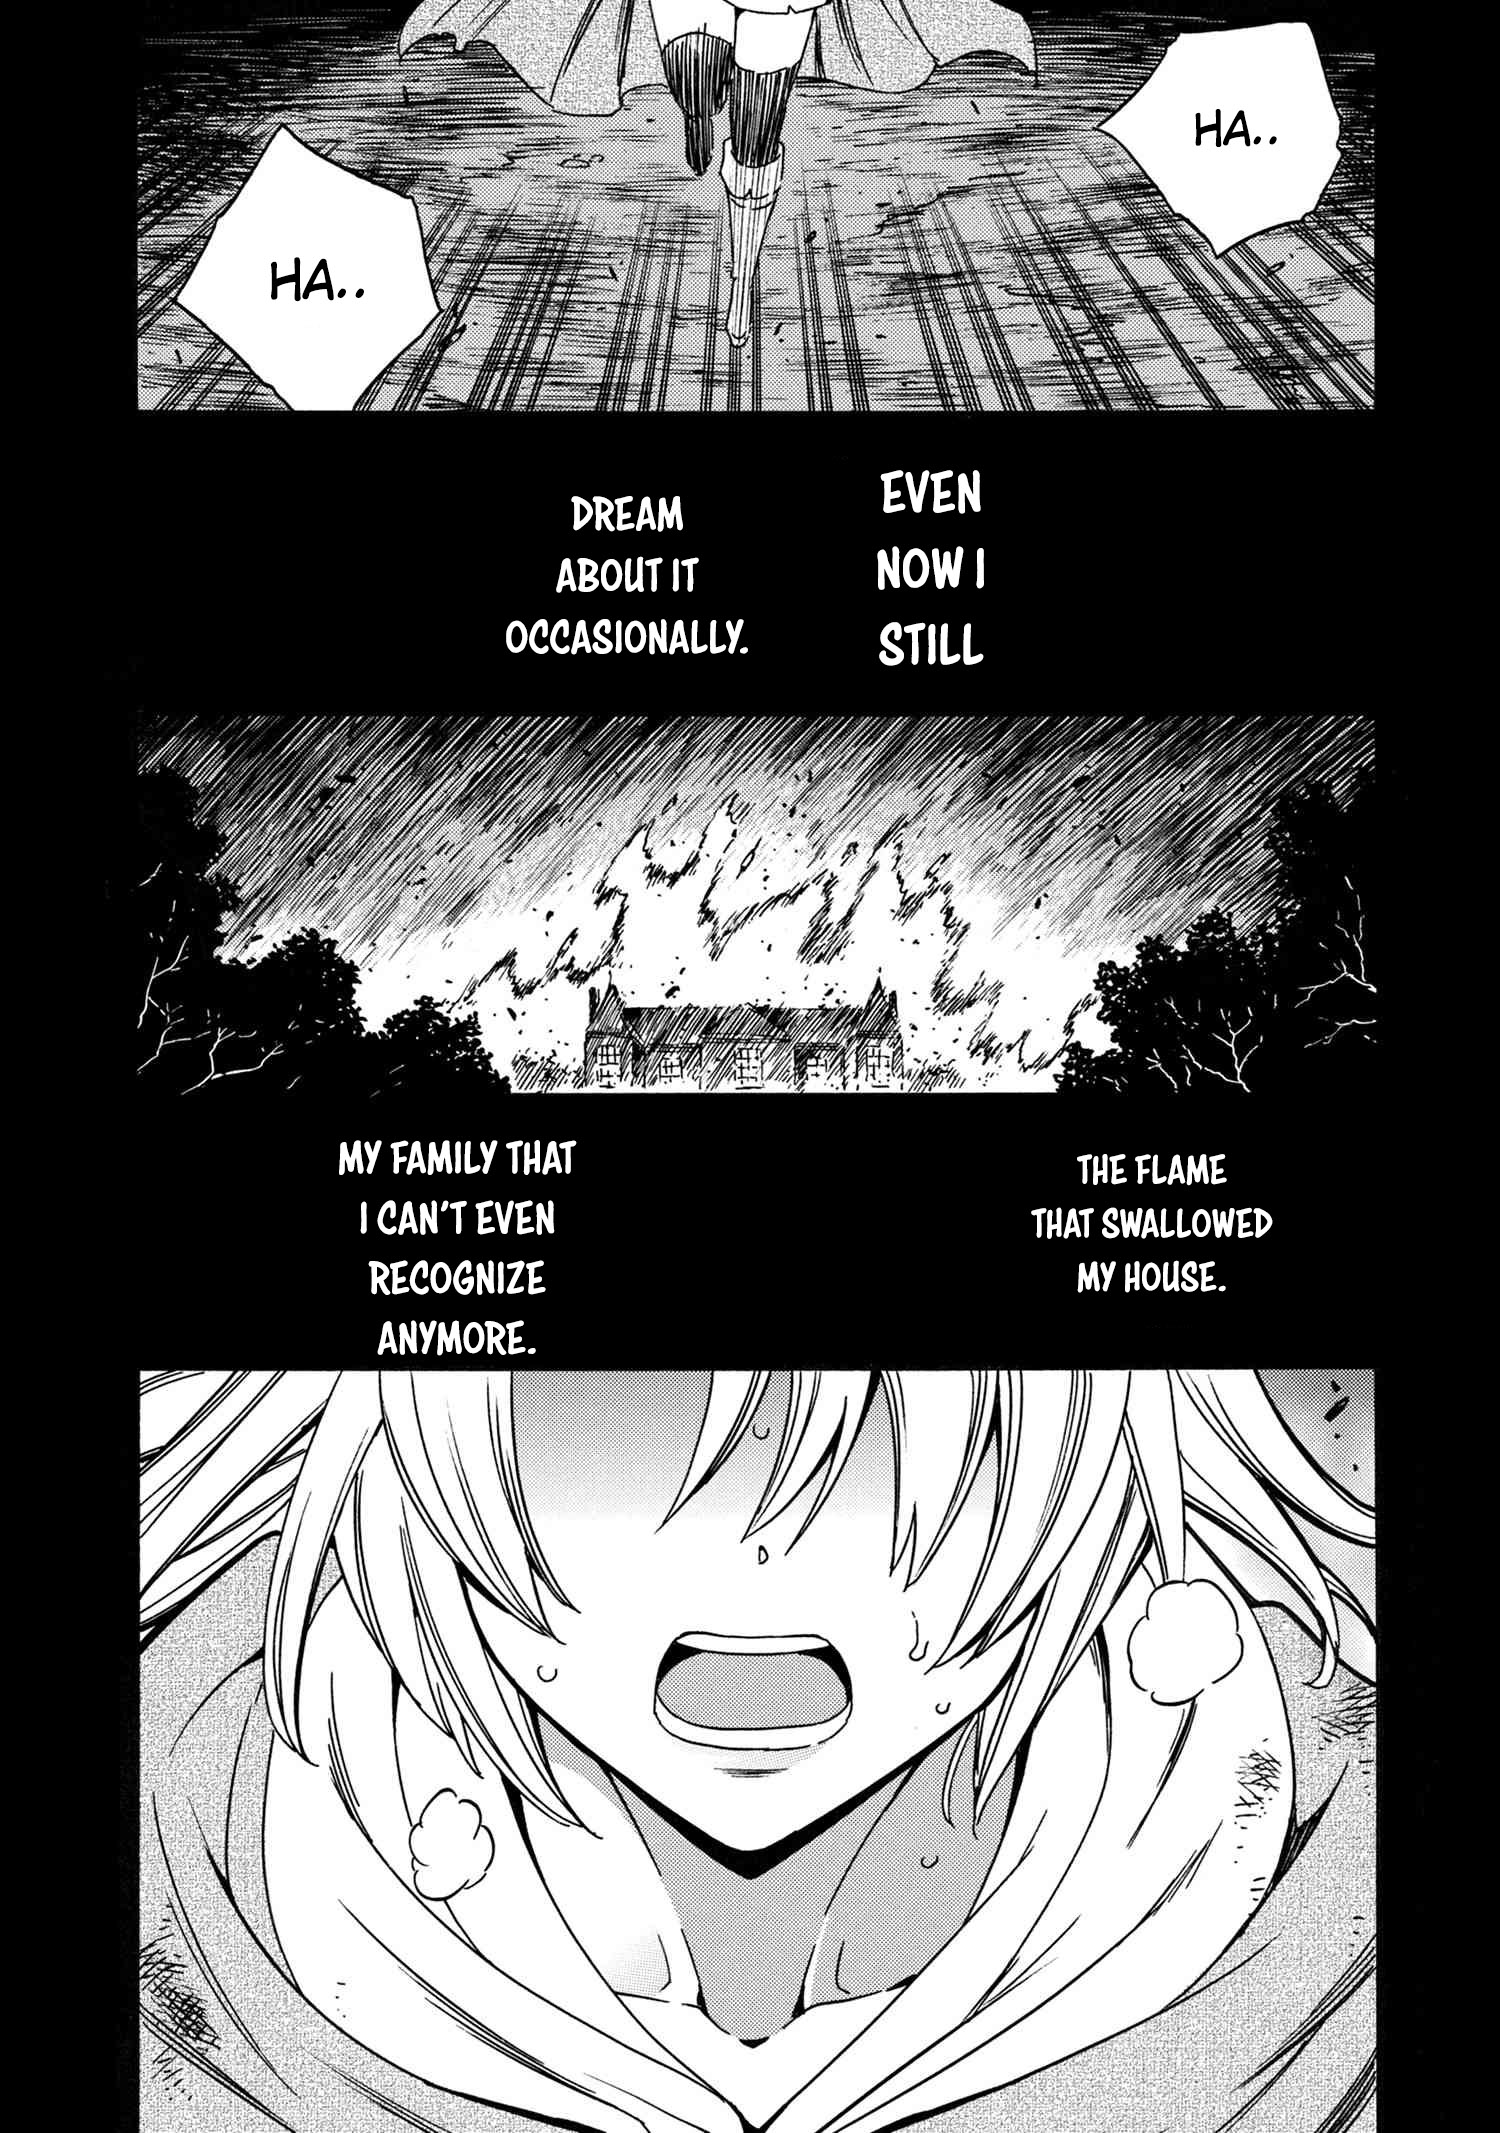 HA..
HA..
EVEN
NOW I
STILL
DREAM
ABOUT IT
OCCASIONALLY.
THE FLAME
THAT SWALLOWED
MY HOUSE.
MY FAMILY THAT
I CAN'T EVEN
RECOGNIZE
ANYMORE.